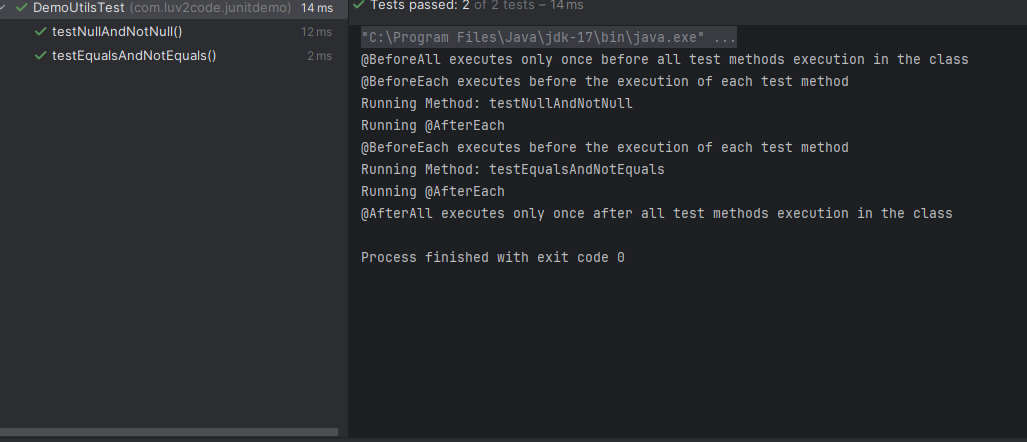 DemoUtilsTest (com.luv2code.junitdemo) 14 ms
testNullAndNotNull() 12 ms
testEqualsAndNotEquals() 2 ms
Tests passed: 2 of 2 tests – 14 ms
"C:\Program Files\Java\jdk-17\bin\java.exe" ...
@BeforeAll executes only once before all test methods execution in the class
@BeforeEach executes before the execution of each test method
Running Method: testNullAndNotNull
Running @AfterEach
@BeforeEach executes before the execution of each test method
Running Method: testEqualsAndNotEquals
Running @AfterEach
@AfterAll executes only once after all test methods execution in the class
Process finished with exit code 0